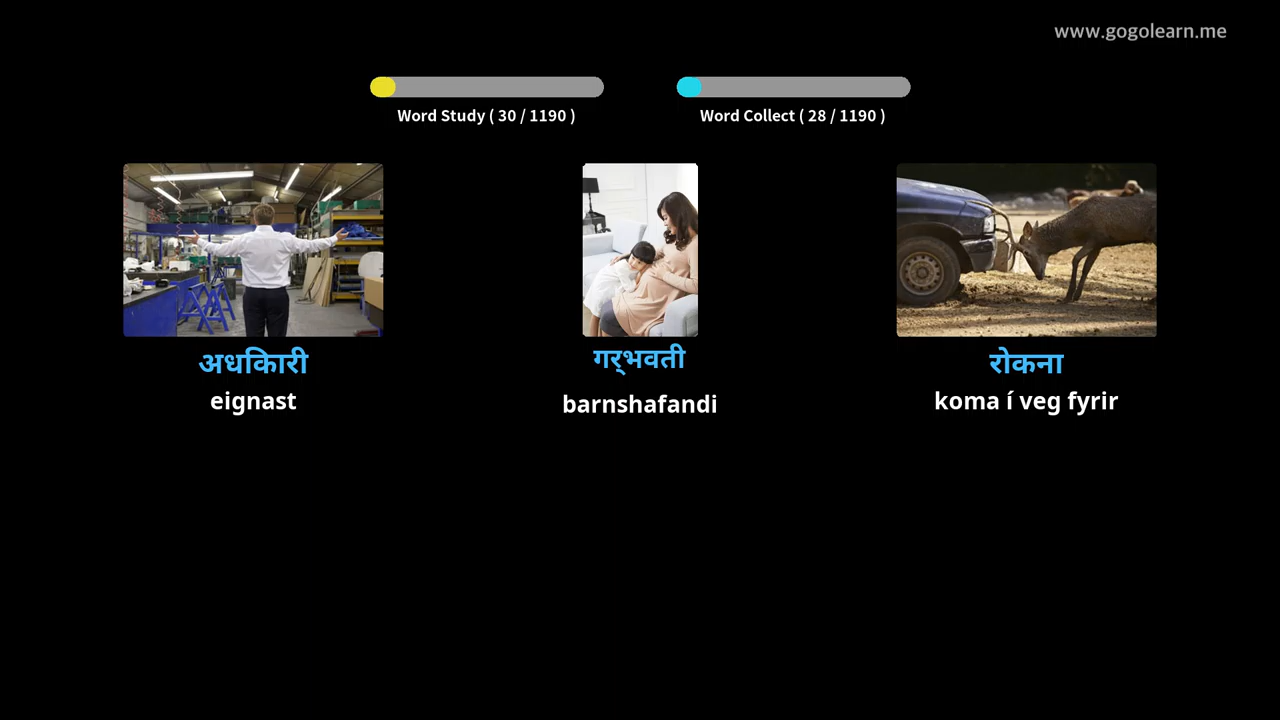 www.gogolearn.me
Word Study ( 30 / 1190 )
Word Collect ( 28 / 1190 )
अधिकारी
eignast
गर्भवती
barnshafandi
रोकना
koma í veg fyrir